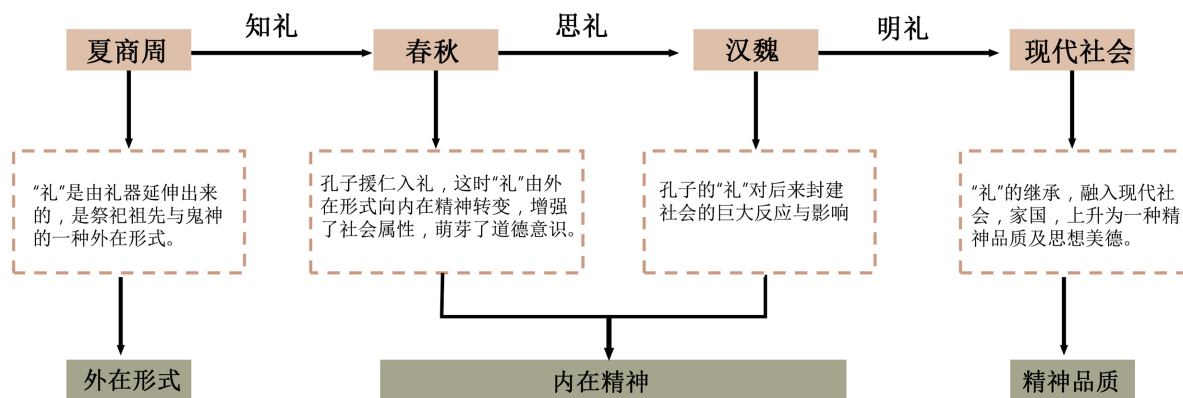 知礼
思礼
明礼
夏商周
春秋
汉魏
现代社会
“礼”是由礼器延伸出来
的，是祭祀祖先与鬼神
的一种外在形式。
孔子援仁入礼，这时“礼”由外
在形式向内在精神转变，增强
了社会属性，萌芽了道德意识。
孔子的“礼”对后来封建
社会的巨大反应与影响
“礼”的继承，融入现代社
会，家国，上升为一种精
神品质及思想美德。
外在形式
内在精神
精神品质